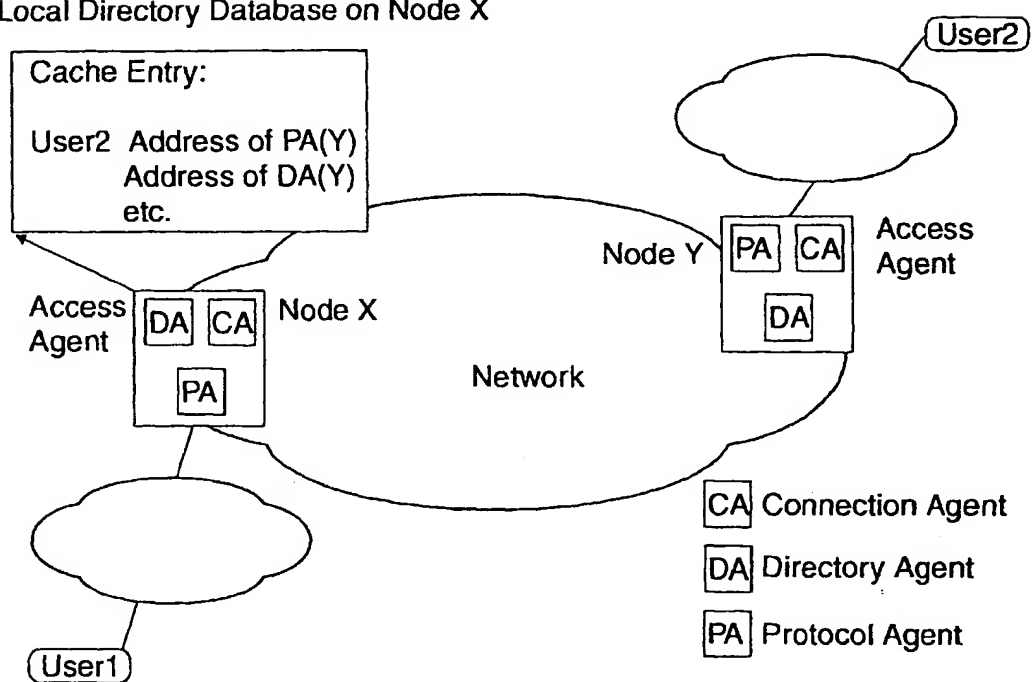 Local Directory Database on Node X
User2
Cache Entry:
User2 Address of PA(Y)
Address of DA(Y)
etc.
Node Y
PA CA
DA
Access
Agent
Access
Agent
DA CA
PA
Node X
Network
CA Connection Agent
DA Directory Agent
PA Protocol Agent
User1